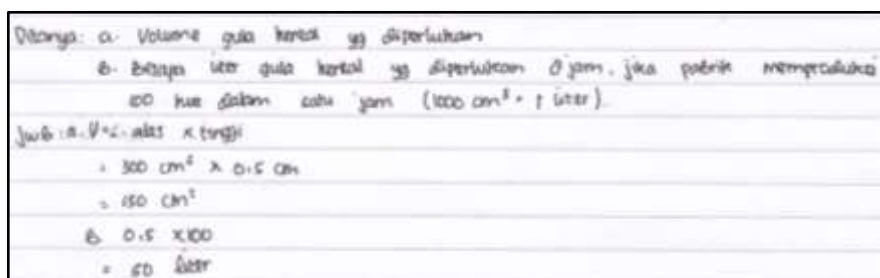 Ditanya: a. Volume gula kental yg diperlukan
b. Berapa liter gula kental yg diperlukan jam, jika pabrik memproduksi
100 kue dalam satu jam (1000 cm³ = 1 liter).
Jwb: a. V = L. alas x tinggi
= 300 cm² x 0.5 cm
= 150 cm³
b 0.5 x 100
= 50 liter